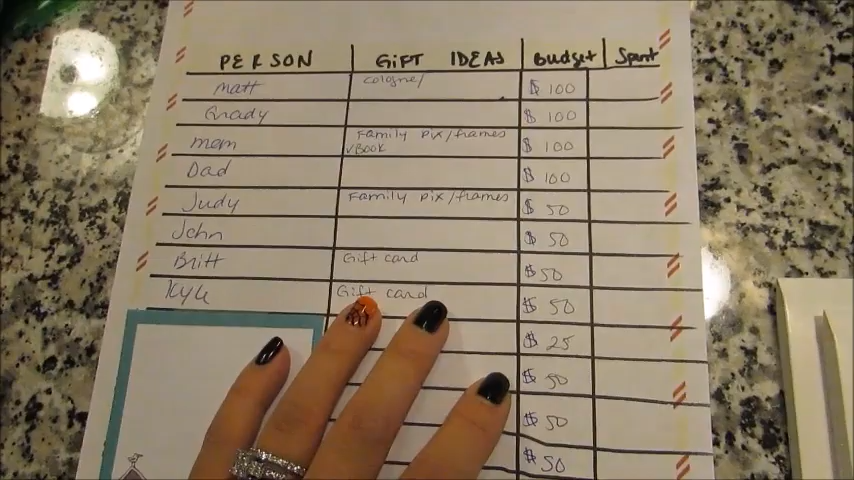 PERSON GIFT IDEAS Budget Spent
Matt cologne/ $ 100
Grady $ 100
mom Family pix/frames $ 100
✓BOOK
Dad $ 100
Judy Family pix/frames $ 50
John $ 50
Britt Gift card $50
Kyle Gift card $ 50
$ 25
$ 50
$ 50
$ 50